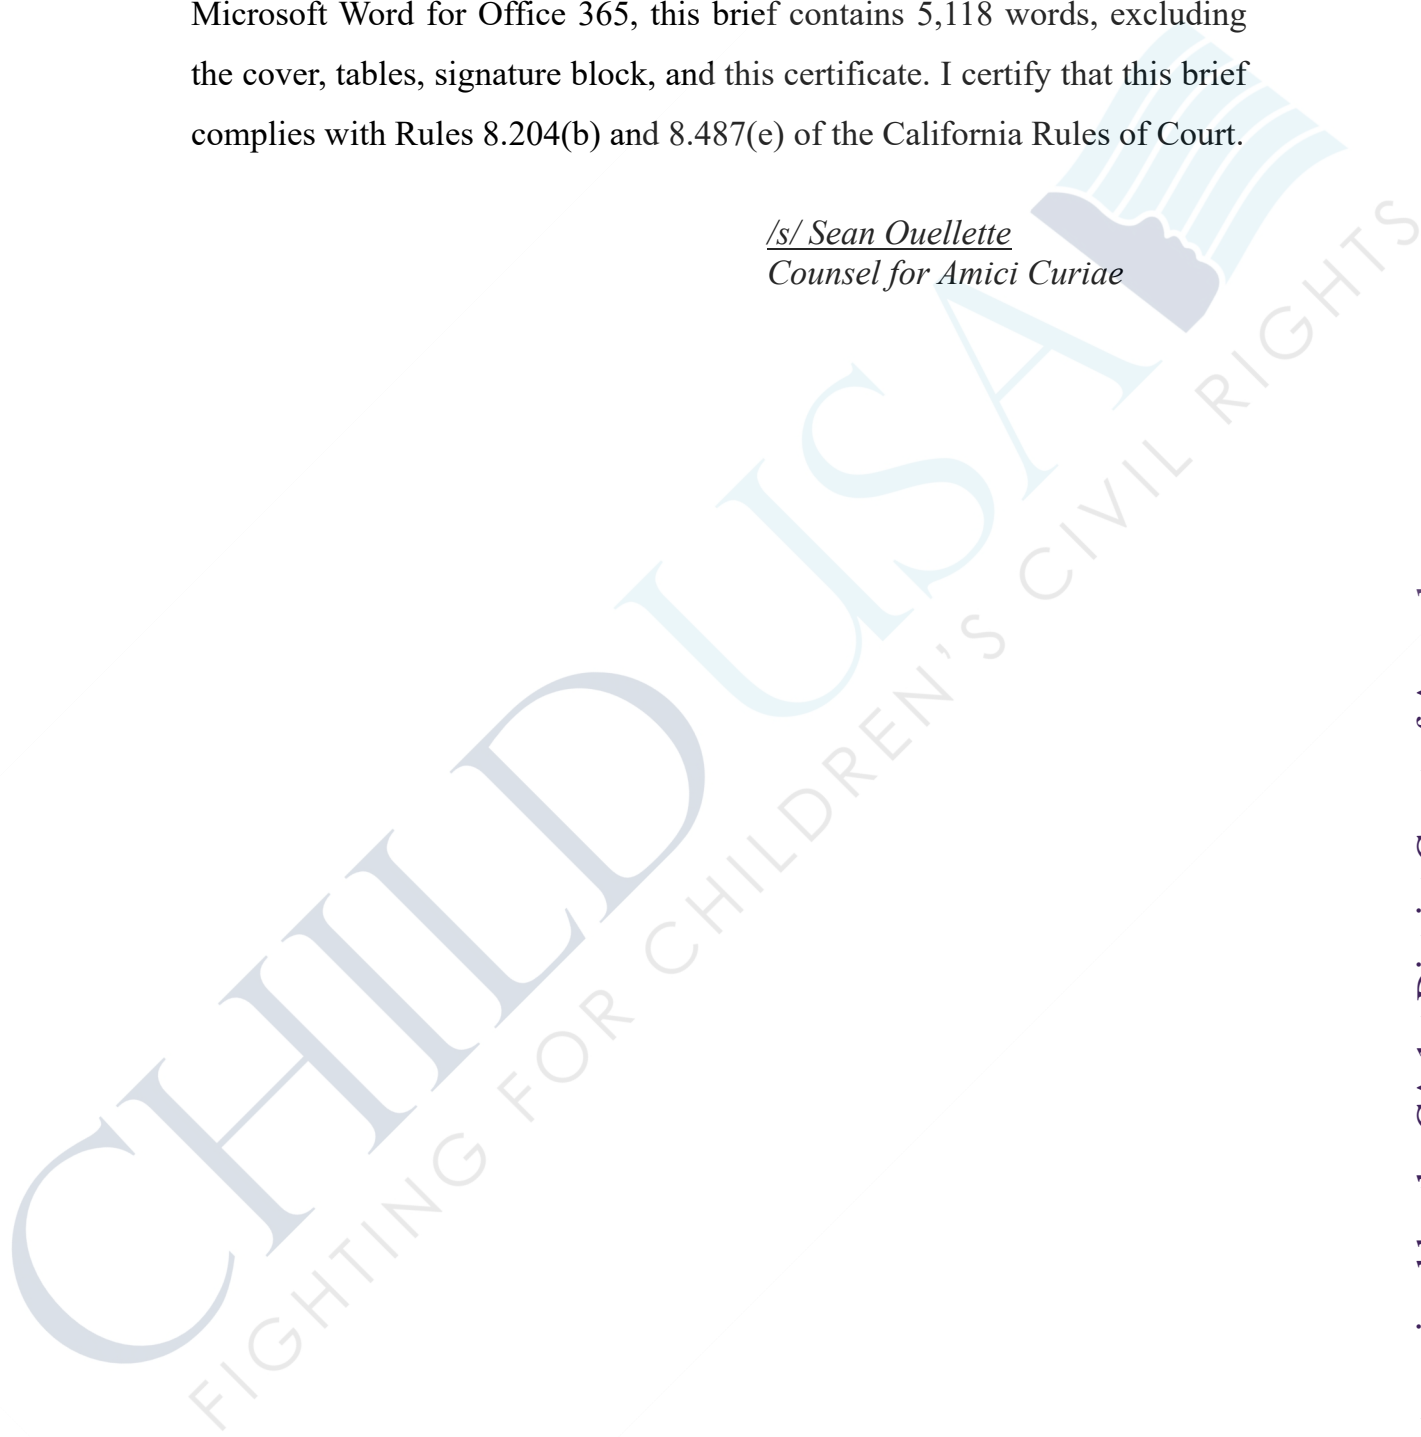 Microsoft Word for Office 365, this brief contains 5,118 words, excluding
the cover, tables, signature block, and this certificate. I certify that this brief
complies with Rules 8.204(b) and 8.487(e) of the California Rules of Court.
/s/ Sean Ouellette
Counsel for Amici Curiae
CHILD USA
FIGHTING FOR CHILDREN'S CIVIL RIGHTS